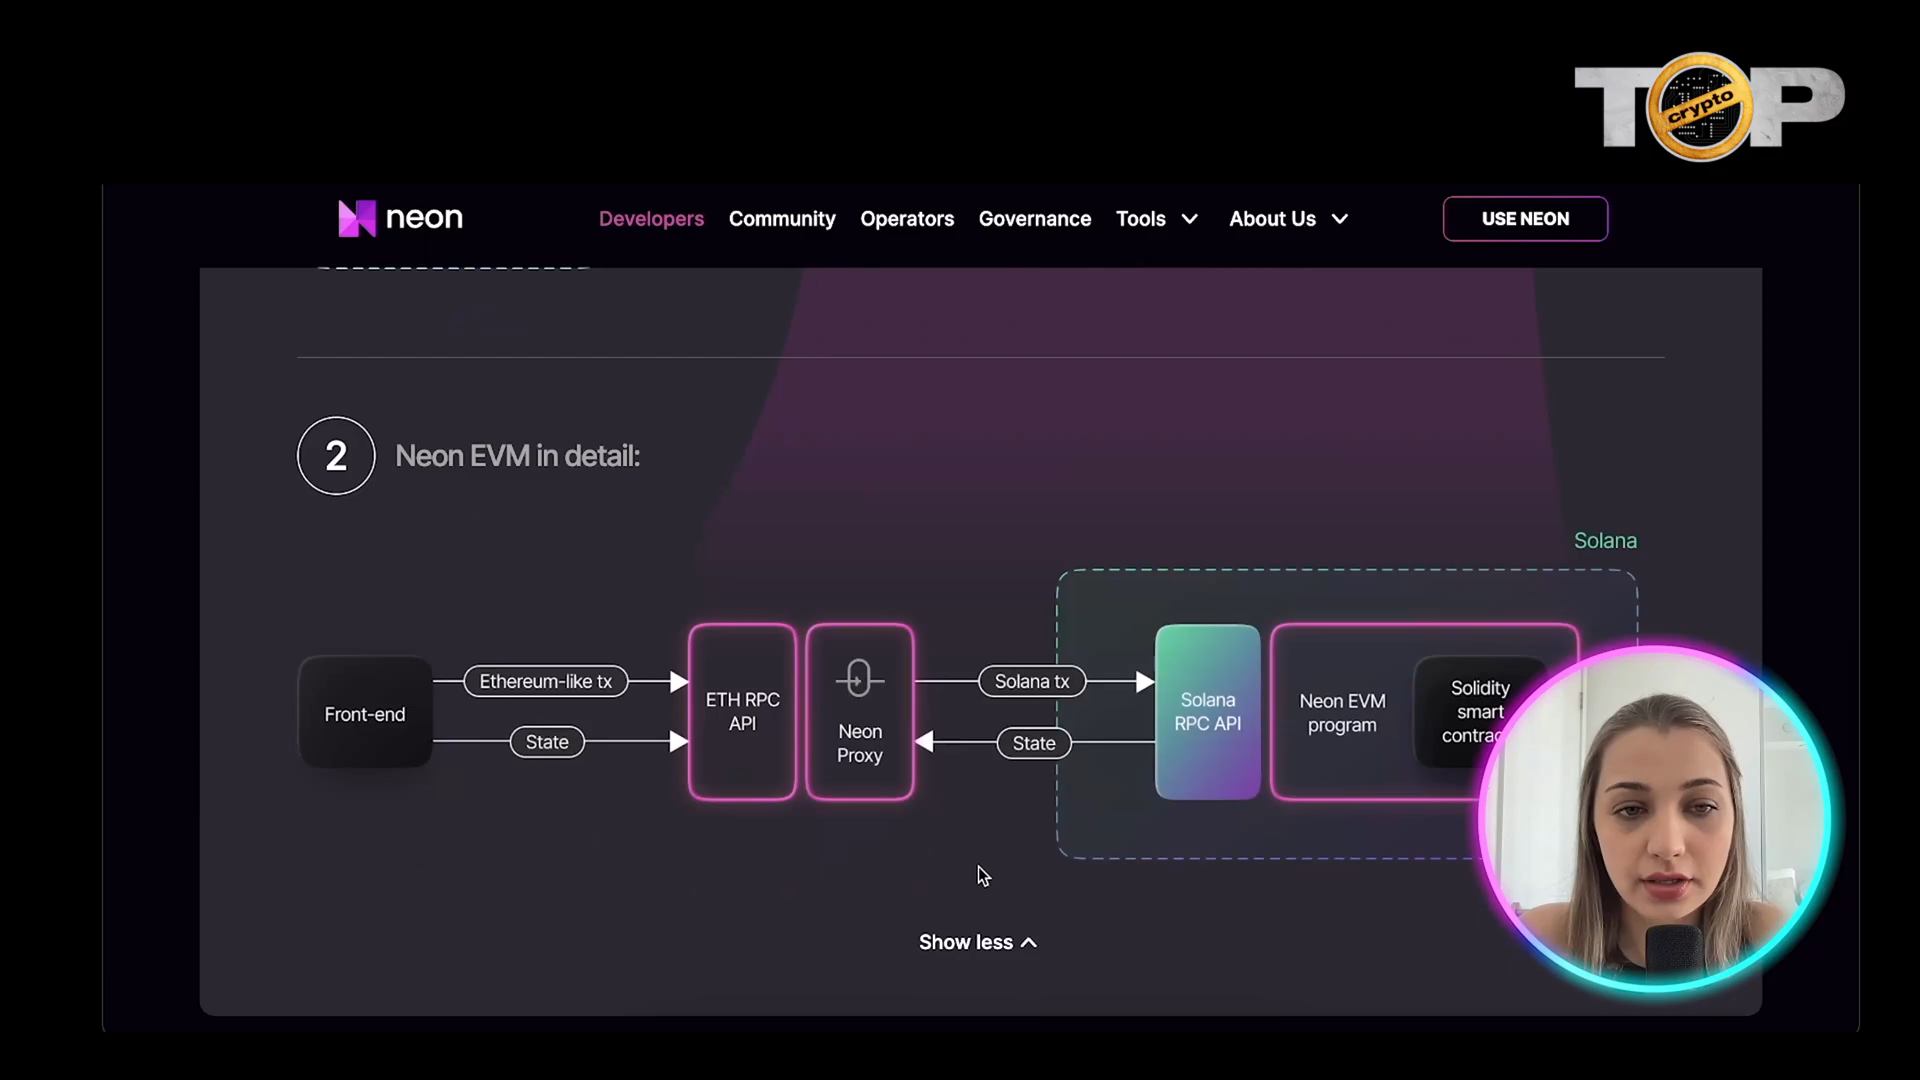 TOP
crypto
neon
Developers
Community
Operators
Governance
Tools
About Us
USE NEON
2
Neon EVM in detail:
Solana
Front-end
Ethereum-like tx
State
ETH RPC
API
Neon
Proxy
Solana tx
State
Solana
RPC API
Neon EVM
program
Solidity
smart
Show less